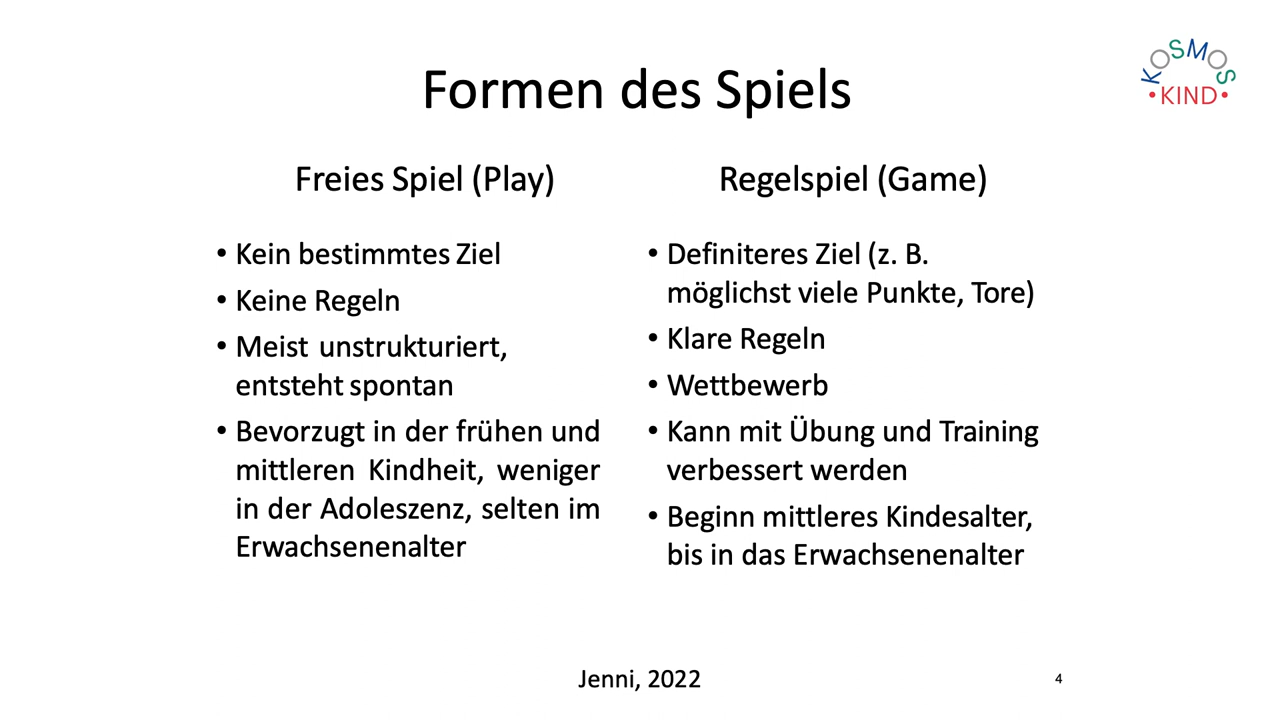 KOSMOS
•KIND•
Formen des Spiels
Freies Spiel (Play)
• Kein bestimmtes Ziel
• Keine Regeln
• Meist unstrukturiert,
entsteht spontan
• Bevorzugt in der frühen und
mittleren Kindheit, weniger
in der Adoleszenz, selten im
Erwachsenenalter
Regelspiel (Game)
• Definiteres Ziel (z. B.
möglichst viele Punkte, Tore)
• Klare Regeln
• Wettbewerb
• Kann mit Übung und Training
verbessert werden
• Beginn mittleres Kindesalter,
bis in das Erwachsenenalter
Jenni, 2022
4